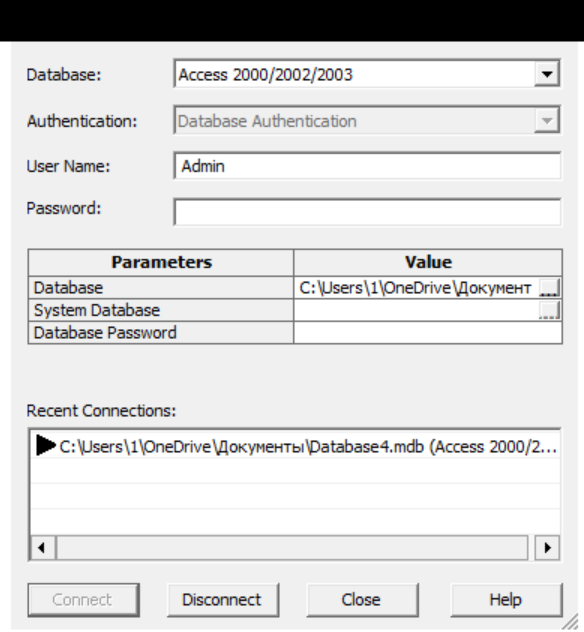 Database: Access 2000/2002/2003
Authentication: Database Authentication
User Name: Admin
Password:
Parameters Value
Database C:\Users\1\OneDrive\Документ ...
System Database ...
Database Password
Recent Connections:
C:\Users\1\OneDrive\Документы\Database4.mdb (Access 2000/2...
Connect Disconnect Close Help